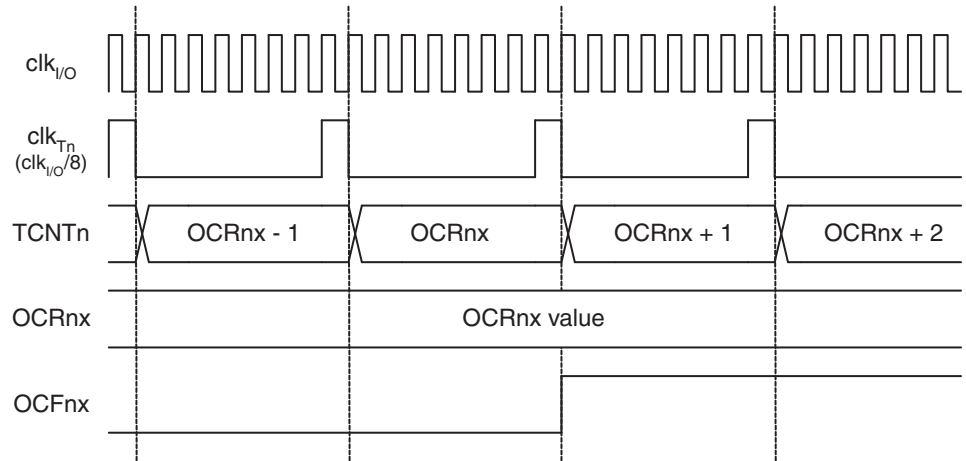 clkI/O
clkTn
(clkI/O/8)
TCNTn
OCRnx - 1
OCRnx
OCRnx + 1
OCRnx + 2
OCRnx
OCRnx value
OCFnx